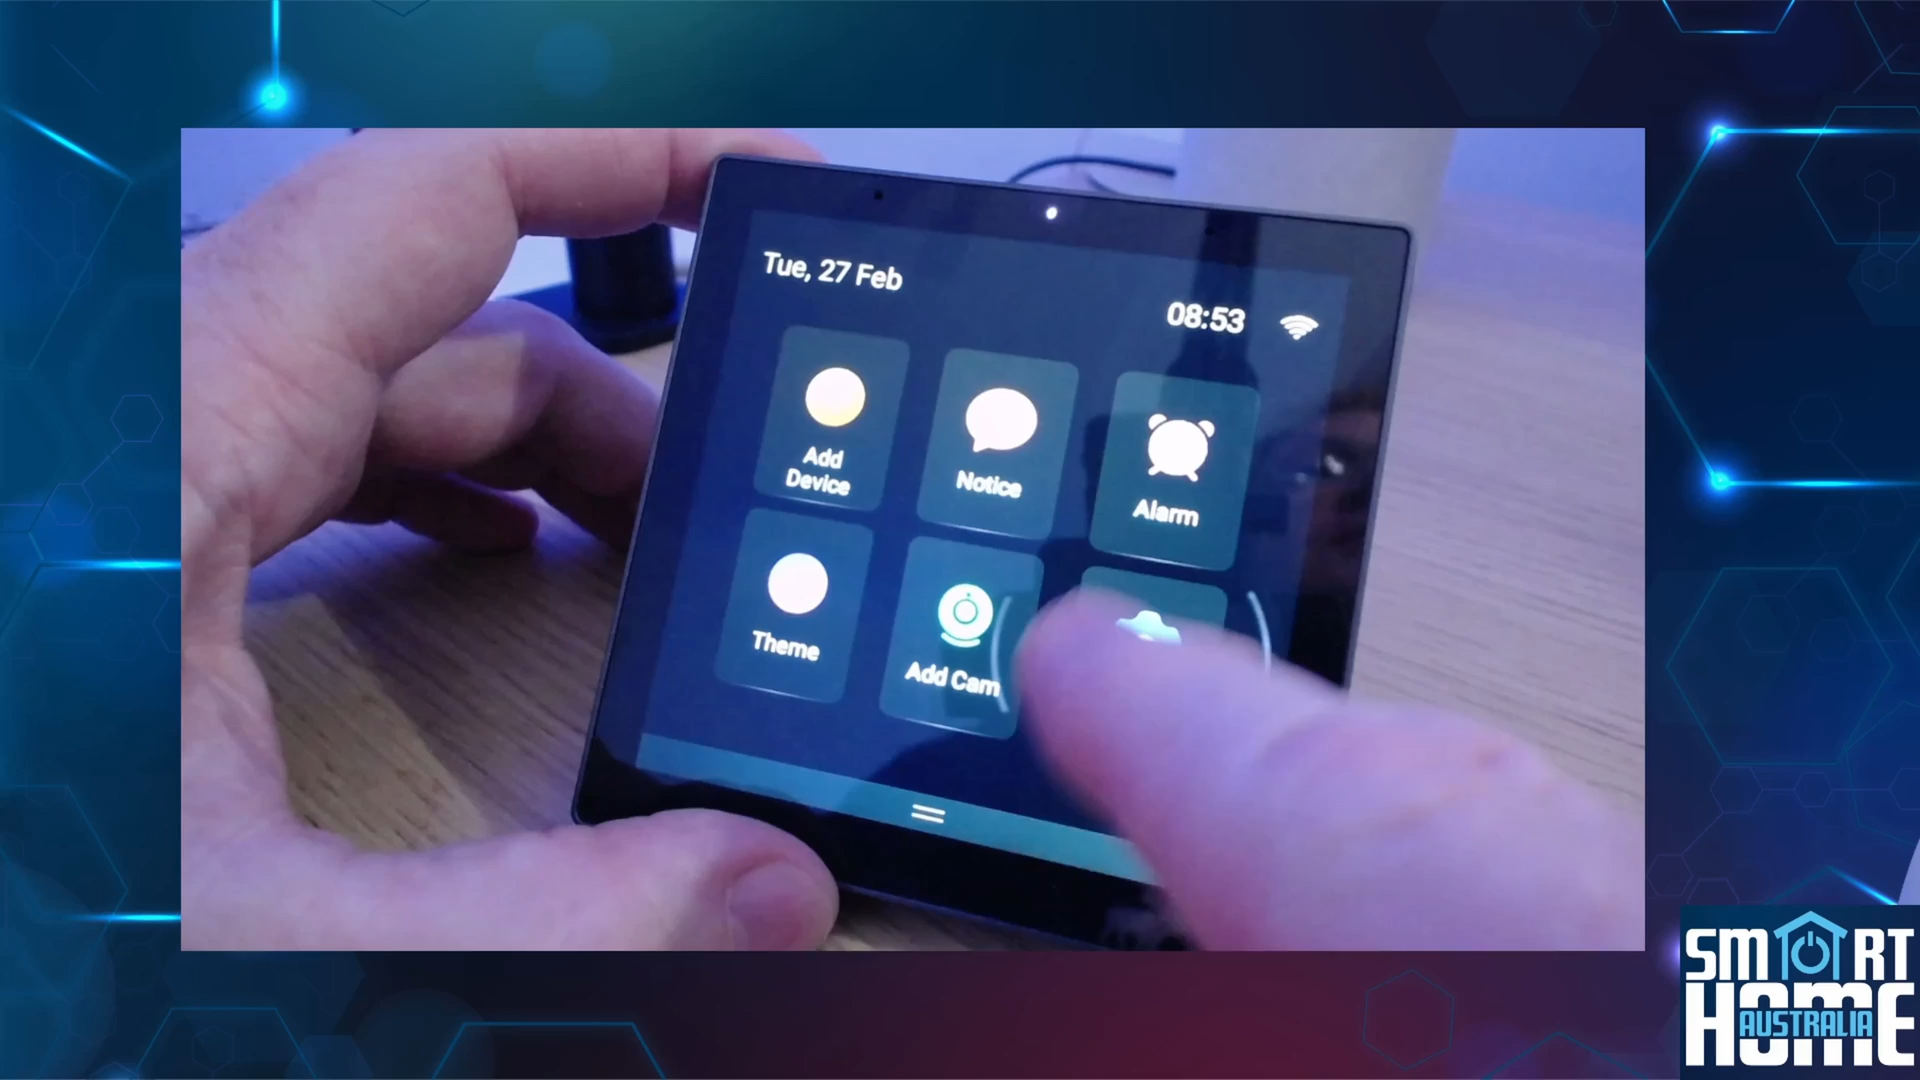 Tue, 27 Feb
08:53
Add
Device
Notice
Alarm
Theme
Add Cam
SMART
HOME
AUSTRALIA